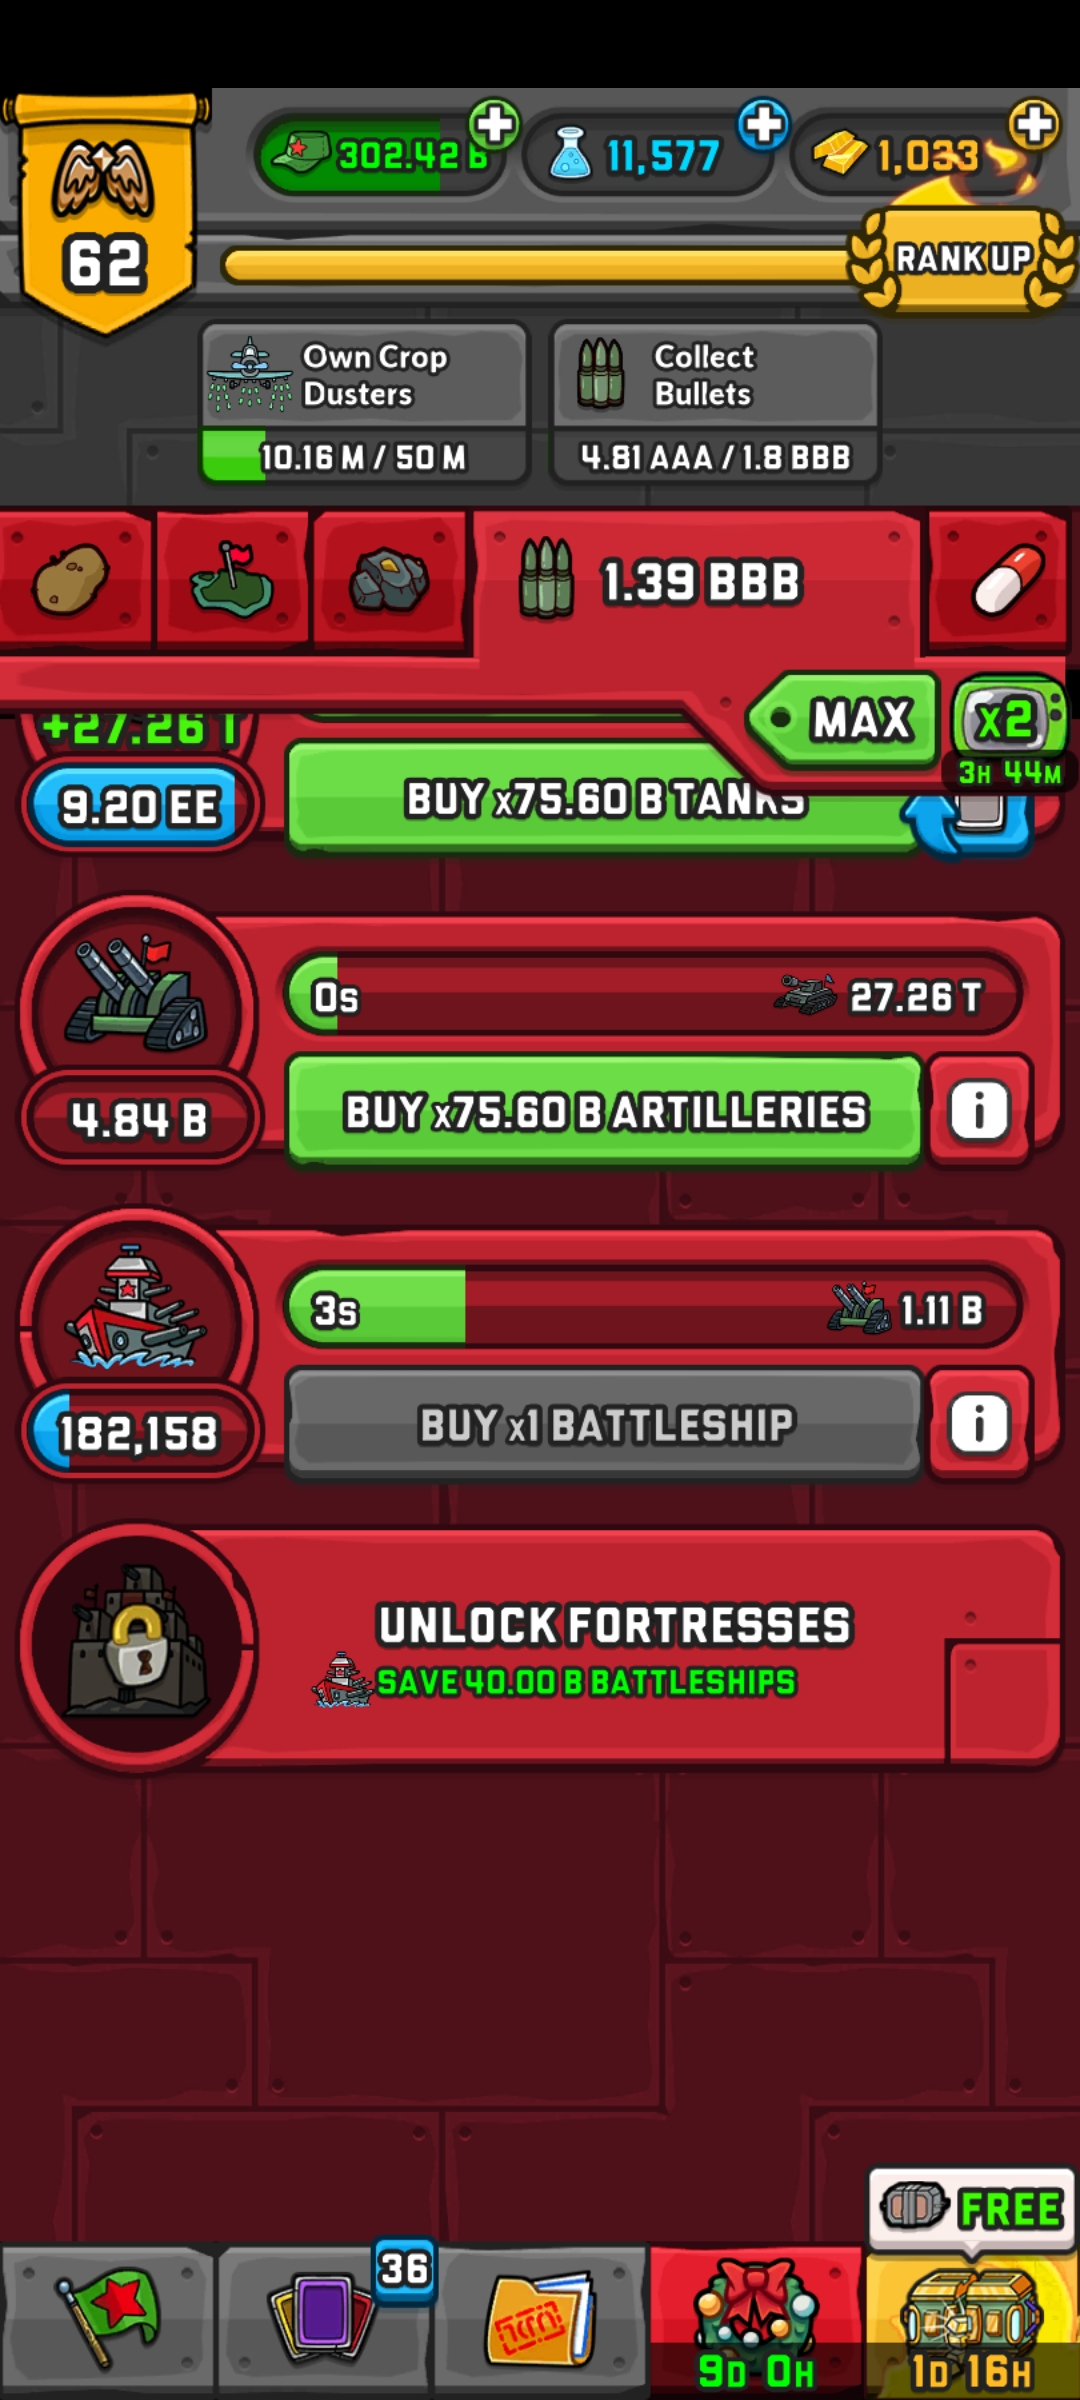 302.42 B
11,577
1,033
62
RANK UP
Own Crop
Dusters
10.16 M / 50 M
Collect
Bullets
4.81 AAA / 1.8 BBB
1.39 BBB
MAX
x2
3H 44M
+27.26 T
9.20 EE
BUY x75.60 B TANKS
0s
27.26 T
4.84 B
BUY x75.60 B ARTILLERIES
i
3s
1.11 B
182,158
BUY x1 BATTLESHIP
i
UNLOCK FORTRESSES
SAVE 40.00 B BATTLESHIPS
FREE
36
9D 0H
1D 16H